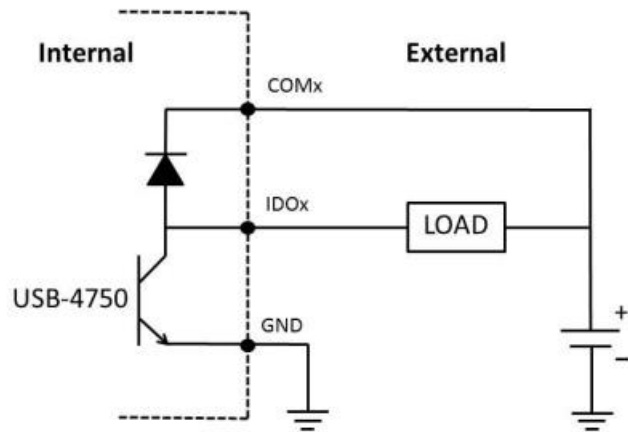 Internal
External
COMx
IDOx
LOAD
USB-4750
GND
+
−